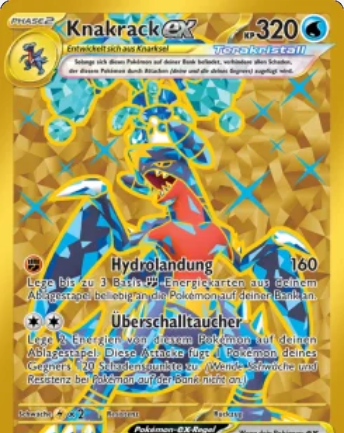 PHASE2
Knakrack ex KP 320
Entwickelt sich aus Knarksel
Terakristall
Solange sich dieses Pokémon auf deiner Bank befindet, verhindere allen Schaden,
der diesem Pokémon durch Attacken (deine und die deines Gegners) zugefügt wird.
Hydrolandung 160
Lege bis zu 3 Basis- Energiekarten aus deinem
Ablagestapel beliebig an die Pokémon auf deiner Bank an.
Überschalltaucher
Lege 2 Energien von diesem Pokémon auf deinen
Ablagestapel. Diese Attacke fügt 1 Pokémon deines
Gegners 120 Schadenspunkte zu. (Wende Schwäche und
Resistenz bei Pokémon auf der Bank nicht an.)
Schwäche ×2 Resistenz Rückzug
Pokémon-ex-Regel